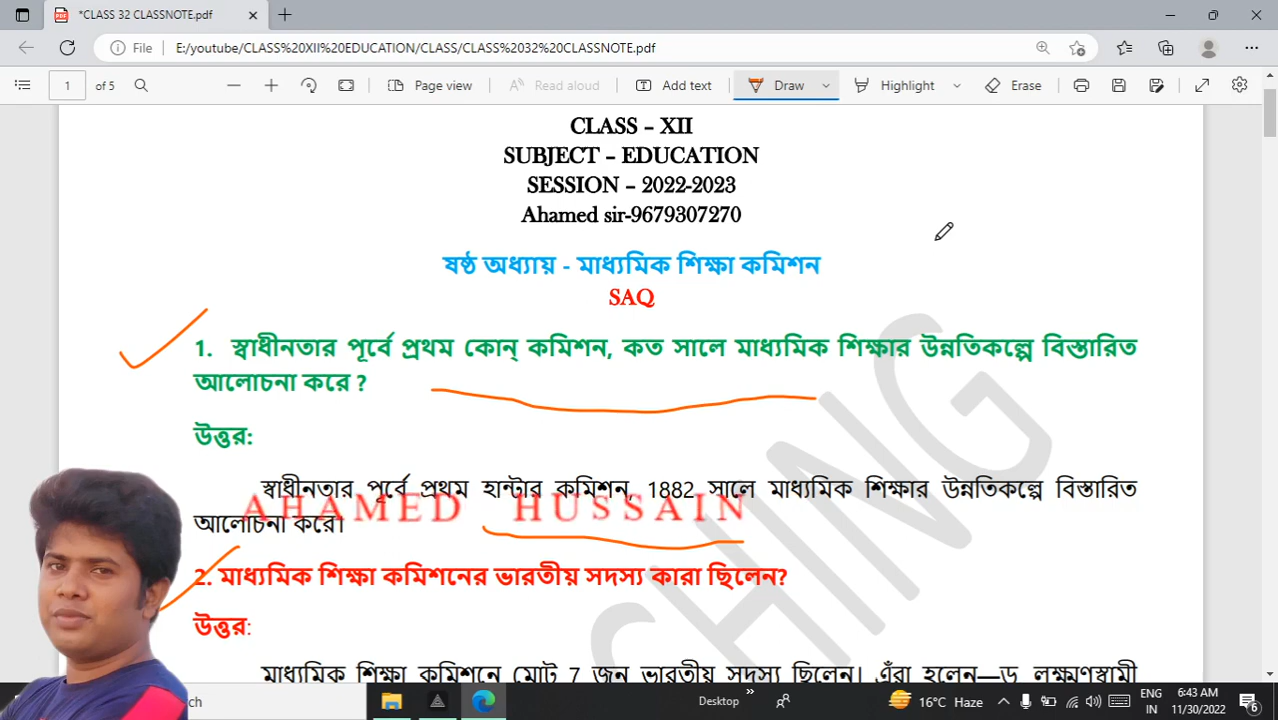 *CLASS 32 CLASSNOTE.pdf
File E:/youtube/CLASS%20XII%20EDUCATION/CLASS/CLASS%2032%20CLASSNOTE.pdf
1 of 5 Page view Read aloud Add text Draw Highlight Erase
CLASS – XII
SUBJECT – EDUCATION
SESSION – 2022-2023
Ahamed sir-9679307270
ষষ্ঠ অধ্যায় - মাধ্যমিক শিক্ষা কমিশন
SAQ
1. স্বাধীনতার পূর্বে প্রথম কোন্ কমিশন, কত সালে মাধ্যমিক শিক্ষার উন্নতিকল্পে বিস্তারিত
আলোচনা করে ?
উত্তর:
স্বাধীনতার পূর্বে প্রথম হান্টার কমিশন, 1882 সালে মাধ্যমিক শিক্ষার উন্নতিকল্পে বিস্তারিত
AHAMED HUSSAIN
আলোচনা করে।
2. মাধ্যমিক শিক্ষা কমিশনের ভারতীয় সদস্য কারা ছিলেন?
উত্তর:
মাধ্যমিক শিক্ষা কমিশনে মোট 7 জন ভারতীয় সদস্য ছিলেন। এঁরা হলেন—ড. লক্ষ্মণস্বামী
CHING
Desktop
16°C Haze
ENG
IN
6:43 AM
11/30/2022
6